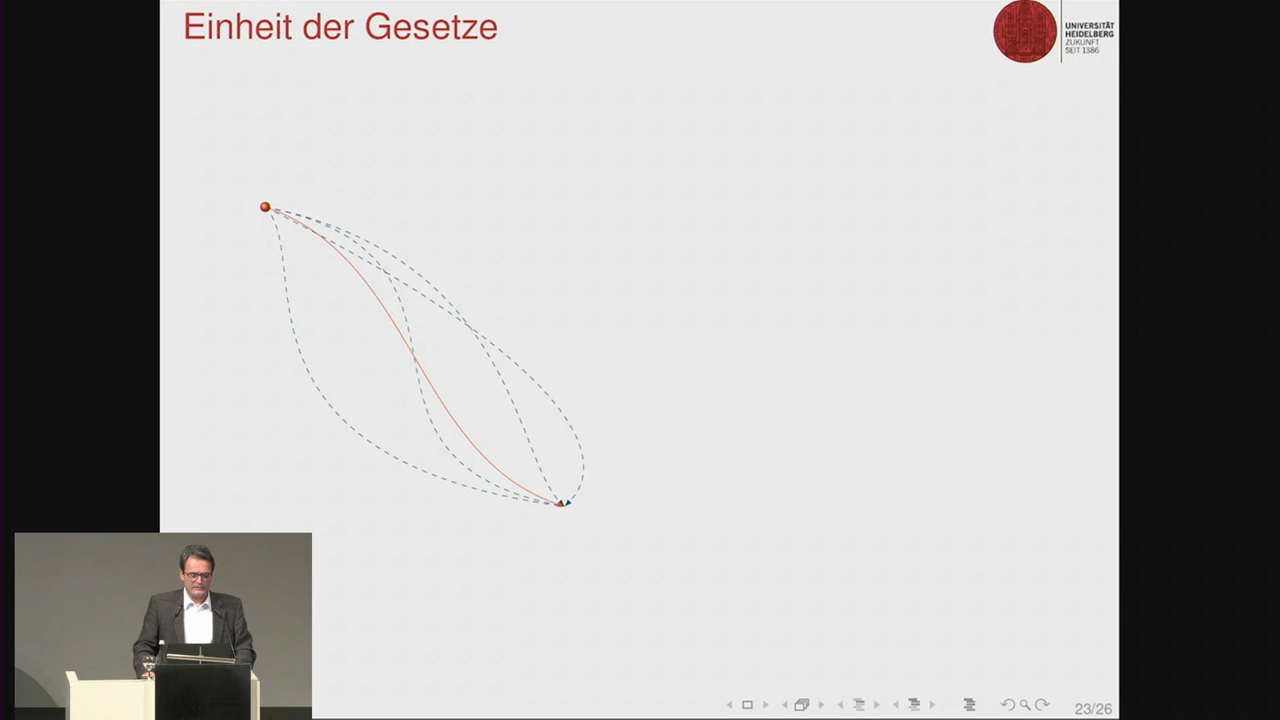 Einheit der Gesetze
UNIVERSITÄT
HEIDELBERG
ZUKUNFT
SEIT 1386
23/26